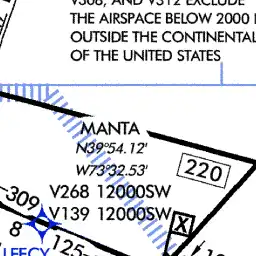 V308, AND V312 EXCLUDE
THE AIRSPACE BELOW 2000
OUTSIDE THE CONTINENTAL
OF THE UNITED STATES
MANTA
N39°54.12'
W73°32.53'
220
V268 12000SW
V139 12000SW
309
X
8
LEECY
125